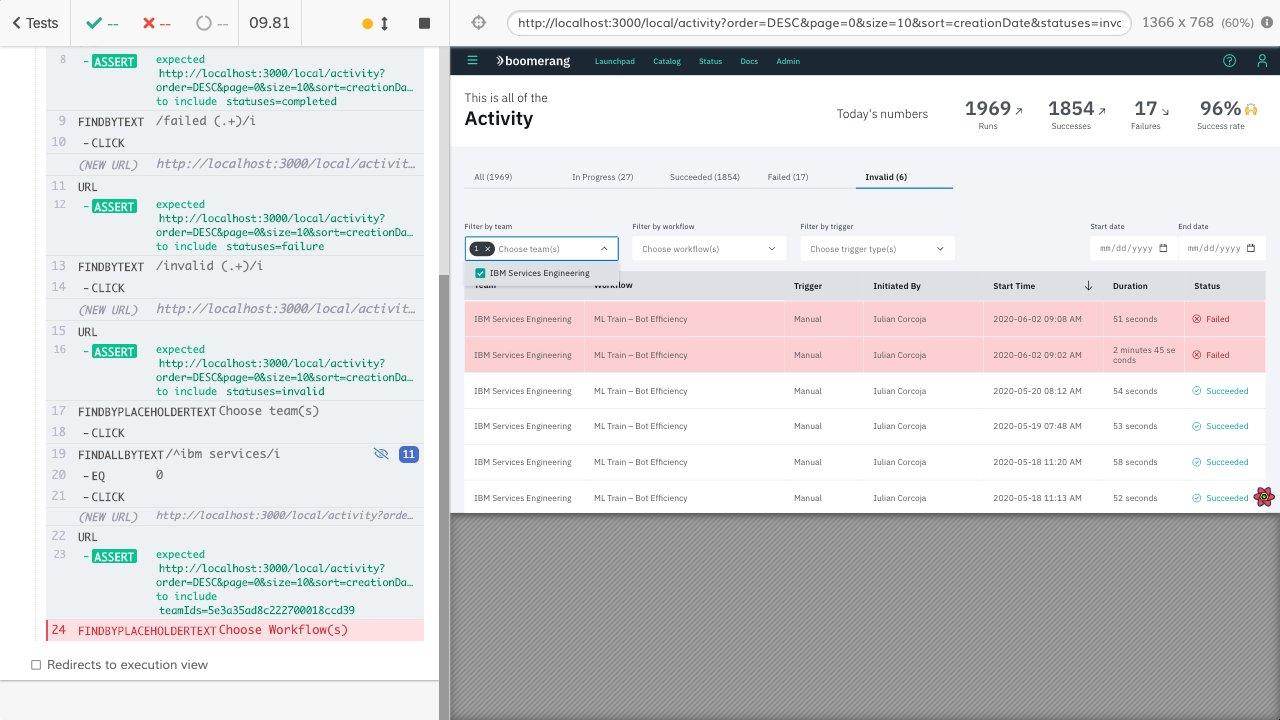 Tests
--
--
--
09.81
http://localhost:3000/local/activity?order=DESC&page=0&size=10&sort=creationDate&statuses=invc
1366 x 768 (60%)
8 - ASSERT expected
http://localhost:3000/local/activity?
order=DESC&page=0&size=10&sort=creationDa…
to include statuses=completed
9 FINDBYTEXT /failed (.+)/i
10 - CLICK
(NEW URL) http://localhost:3000/local/activit…
11 URL
12 - ASSERT expected
http://localhost:3000/local/activity?
order=DESC&page=0&size=10&sort=creationDa…
to include statuses=failure
13 FINDBYTEXT /invalid (.+)/i
14 - CLICK
(NEW URL) http://localhost:3000/local/activit…
15 URL
16 - ASSERT expected
http://localhost:3000/local/activity?
order=DESC&page=0&size=10&sort=creationDa…
to include statuses=invalid
17 FINDBYPLACEHOLDERTEXT Choose team(s)
18 - CLICK
19 FINDALLBYTEXT /^ibm services/i 11
20 - EQ 0
21 - CLICK
(NEW URL) http://localhost:3000/local/activity?orde…
22 URL
23 - ASSERT expected
http://localhost:3000/local/activity?
order=DESC&page=0&size=10&sort=creationDa…
to include
teamIds=5e3a35ad8c222700018ccd39
24 FINDBYPLACEHOLDERTEXT Choose Workflow(s)
Redirects to execution view
boomerang Launchpad Catalog Status Docs Admin
This is all of the
Activity
Today's numbers
1969 1854 17 96%
Runs Successes Failures Success rate
All (1969) In Progress (27) Succeeded (1854) Failed (17) Invalid (6)
Filter by team Filter by workflow Filter by trigger Start date End date
1 Choose team(s) Choose workflow(s) Choose trigger type(s) mm/dd/yyyy mm/dd/yyyy
IBM Services Engineering
Team Workflow Trigger Initiated By Start Time Duration Status
IBM Services Engineering ML Train – Bot Efficiency Manual Iulian Corcoja 2020-06-02 09:08 AM 51 seconds Failed
IBM Services Engineering ML Train – Bot Efficiency Manual Iulian Corcoja 2020-06-02 09:02 AM 2 minutes 45 se
conds Failed
IBM Services Engineering ML Train – Bot Efficiency Manual Iulian Corcoja 2020-05-20 08:12 AM 54 seconds Succeeded
IBM Services Engineering ML Train – Bot Efficiency Manual Iulian Corcoja 2020-05-19 07:48 AM 53 seconds Succeeded
IBM Services Engineering ML Train – Bot Efficiency Manual Iulian Corcoja 2020-05-18 11:20 AM 58 seconds Succeeded
IBM Services Engineering ML Train – Bot Efficiency Manual Iulian Corcoja 2020-05-18 11:13 AM 52 seconds Succeeded